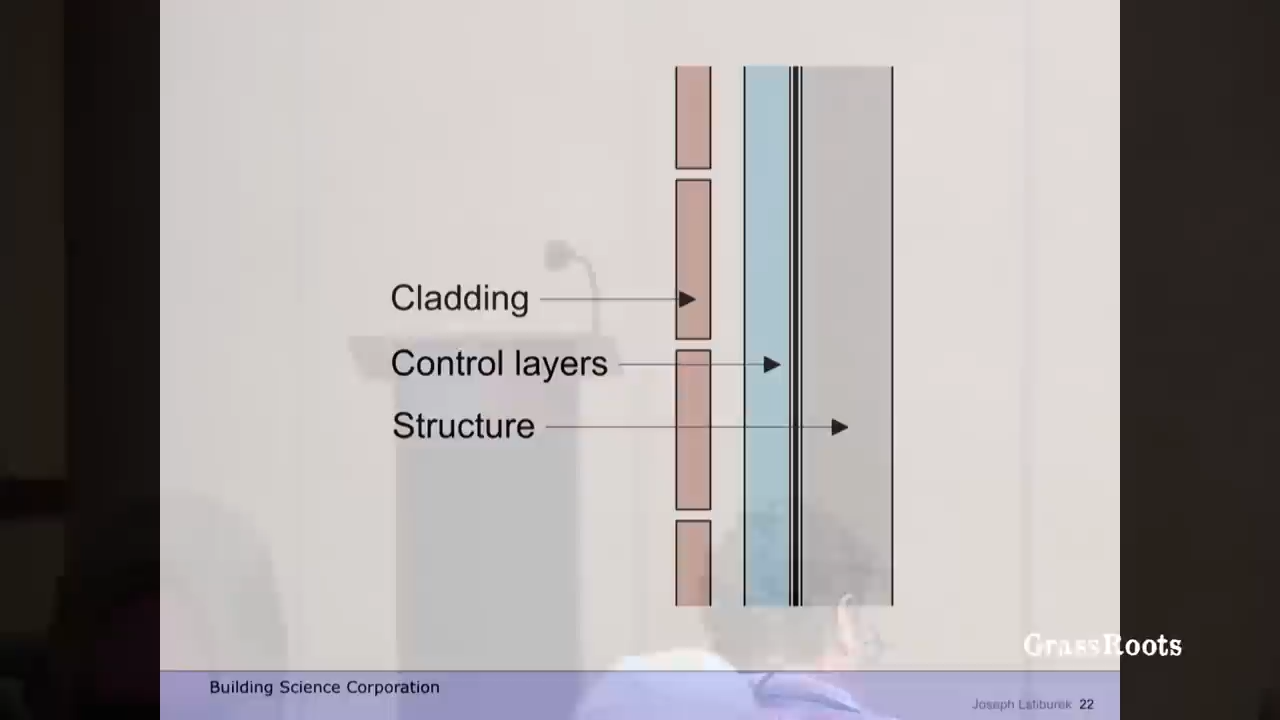 Cladding
Control layers
Structure
GrassRoots
Building Science Corporation
Joseph Lstiburek 22